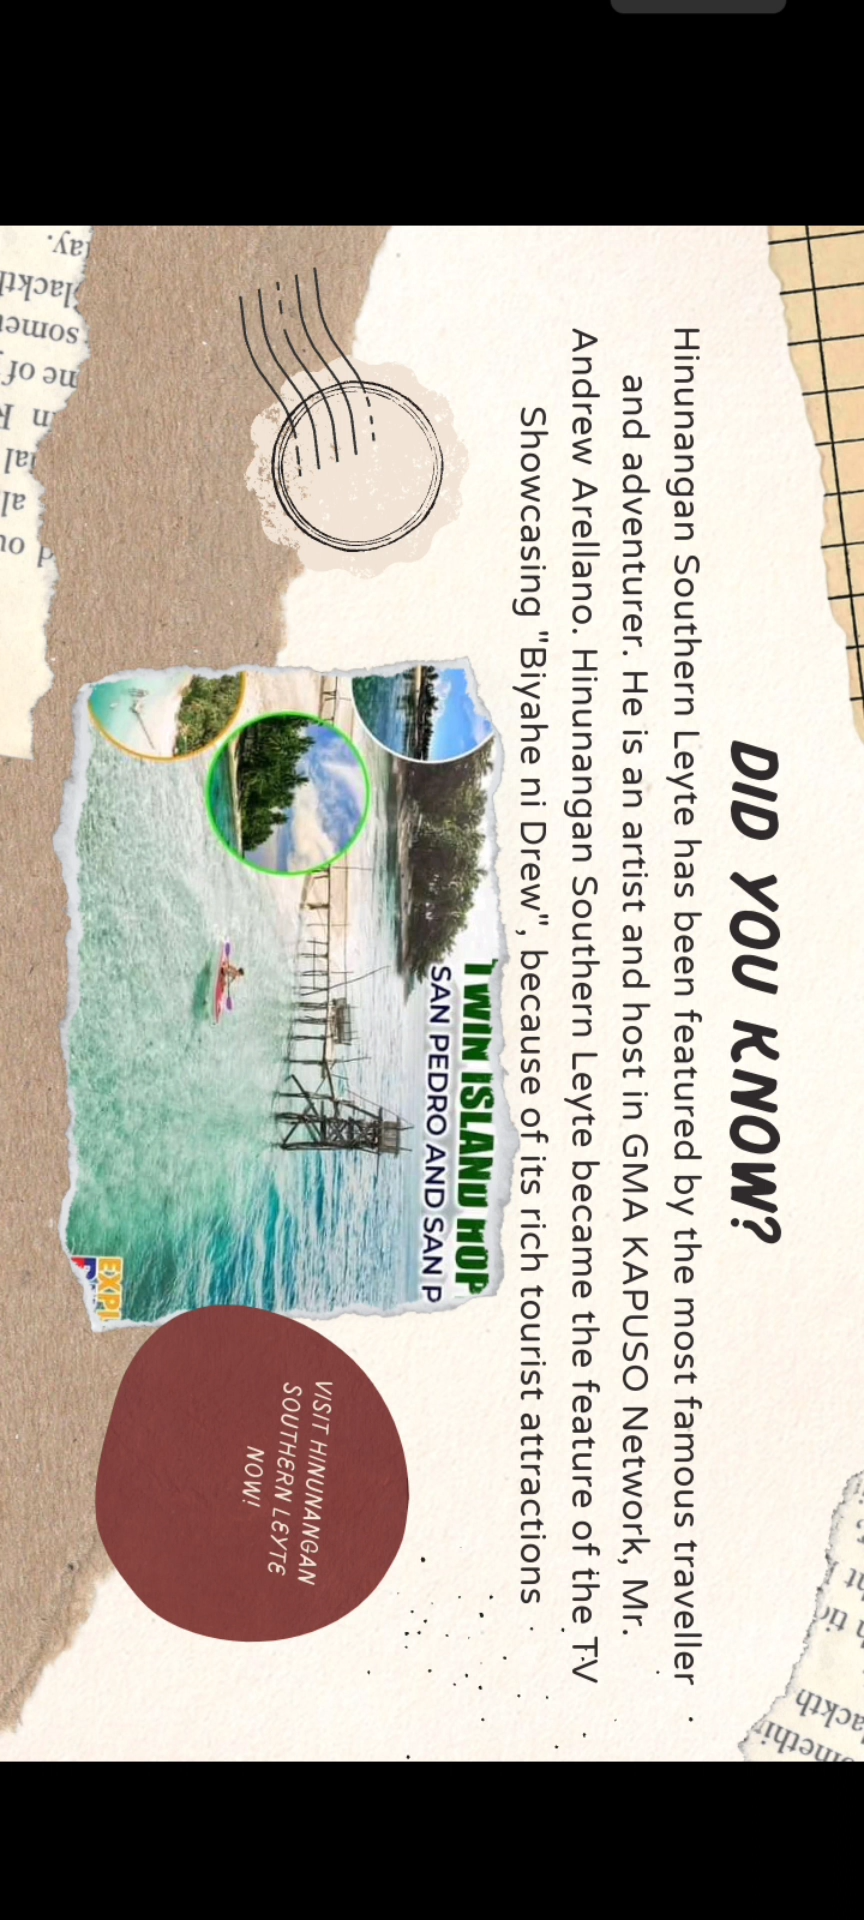 DID YOU KNOW?
Hinunangan Southern Leyte has been featured by the most famous traveller
and adventurer. He is an artist and host in GMA KAPUSO Network, Mr.
Andrew Arellano. Hinunangan Southern Leyte became the feature of the TV
Showcasing "Biyahe ni Drew", because of its rich tourist attractions
TWIN ISLAND HOP
SAN PEDRO AND SAN P
EXPL
VISIT HINUNANGAN
SOUTHERN LEYTE
NOW!